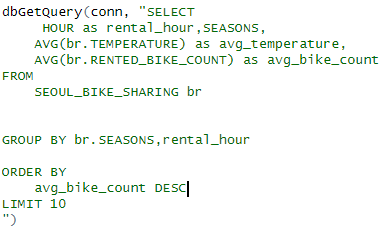 dbGetQuery(conn, "SELECT
HOUR as rental_hour,SEASONS,
AVG(br.TEMPERATURE) as avg_temperature,
AVG(br.RENTED_BIKE_COUNT) as avg_bike_count
FROM
SEOUL_BIKE_SHARING br
GROUP BY br.SEASONS,rental_hour
ORDER BY
avg_bike_count DESC
LIMIT 10
")